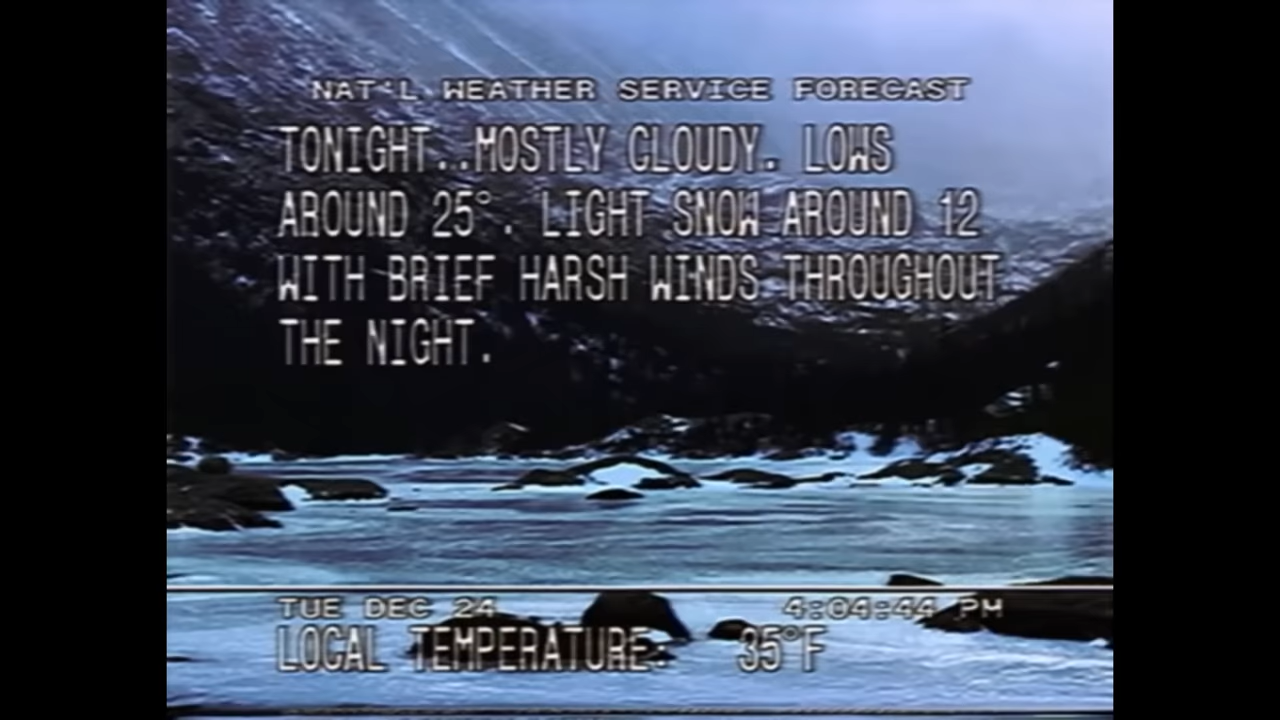 NAT'L WEATHER SERVICE FORECAST
TONIGHT..MOSTLY CLOUDY. LOWS
AROUND 25°. LIGHT SNOW AROUND 12
WITH BRIEF HARSH WINDS THROUGHOUT
THE NIGHT.
TUE DEC 24 4:04:44 PM
LOCAL TEMPERATURE: 35°F